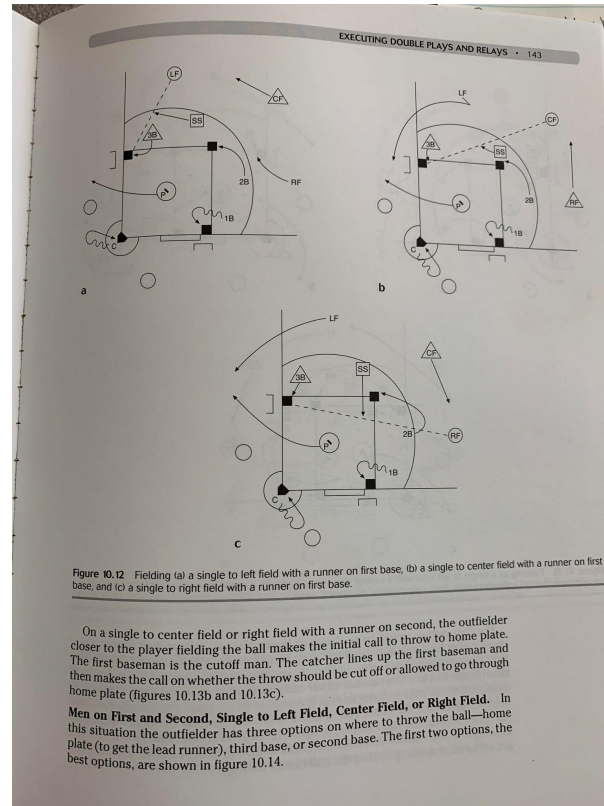 EXECUTING DOUBLE PLAYS AND RELAYS • 143
LF
CF
SS
3B
P
2B
RF
1B
C
a
LF
CF
3B
SS
P
2B
RF
1B
C
b
LF
CF
3B
SS
2B
RF
P
1B
C
c
Figure 10.12 Fielding (a) a single to left field with a runner on first base, (b) a single to center field with a runner on first
base, and (c) a single to right field with a runner on first base.
On a single to center field or right field with a runner on second, the outfielder
closer to the player fielding the ball makes the initial call to throw to home plate.
The first baseman is the cutoff man. The catcher lines up the first baseman and
then makes the call on whether the throw should be cut off or allowed to go through
home plate (figures 10.13b and 10.13c).
Men on First and Second, Single to Left Field, Center Field, or Right Field. In
this situation the outfielder has three options on where to throw the ball—home
plate (to get the lead runner), third base, or second base. The first two options, the
best options, are shown in figure 10.14.